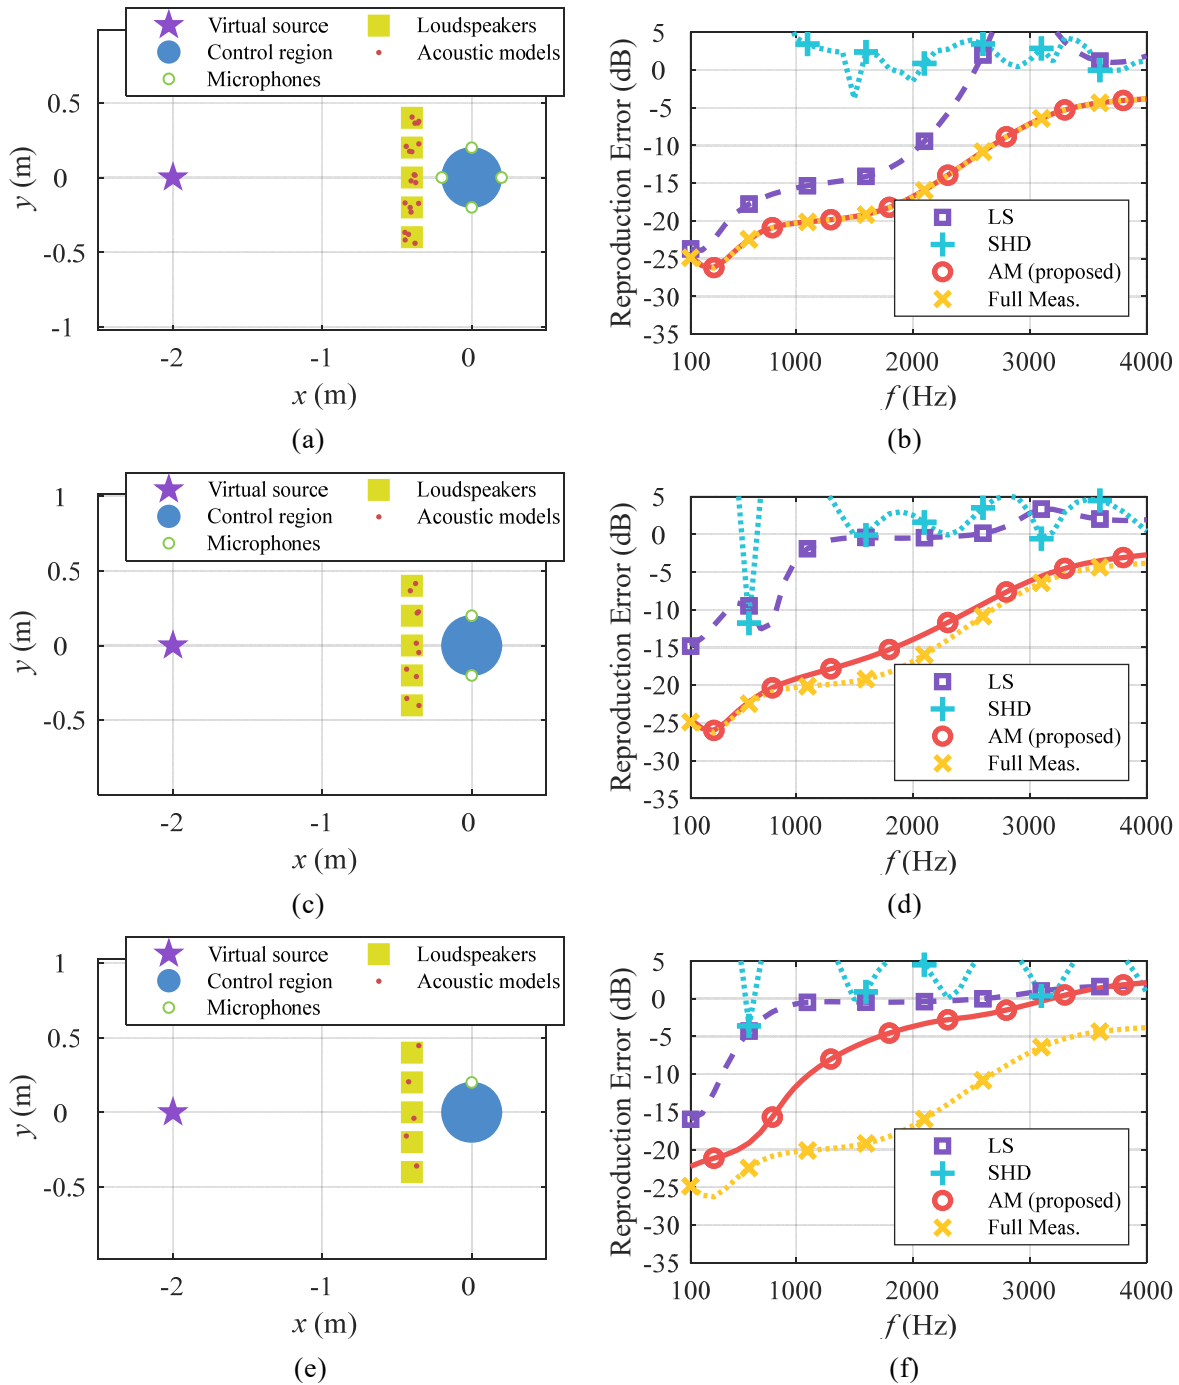 Virtual source
Loudspeakers
Control region
Acoustic models
Microphones
0.5
0
-0.5
-1
y (m)
-2
-1
0
x (m)
(a)
5
0
-5
-10
-15
-20
-25
-30
-35
Reproduction Error (dB)
LS
SHD
AM (proposed)
Full Meas.
100
1000
2000
3000
4000
f (Hz)
(b)
Virtual source
Loudspeakers
Control region
Acoustic models
Microphones
1
0.5
0
-0.5
y (m)
-2
-1
0
x (m)
(c)
5
0
-5
-10
-15
-20
-25
-30
-35
Reproduction Error (dB)
LS
SHD
AM (proposed)
Full Meas.
100
1000
2000
3000
4000
f (Hz)
(d)
Virtual source
Loudspeakers
Control region
Acoustic models
Microphones
1
0.5
0
-0.5
y (m)
-2
-1
0
x (m)
(e)
5
0
-5
-10
-15
-20
-25
-30
-35
Reproduction Error (dB)
LS
SHD
AM (proposed)
Full Meas.
100
1000
2000
3000
4000
f (Hz)
(f)